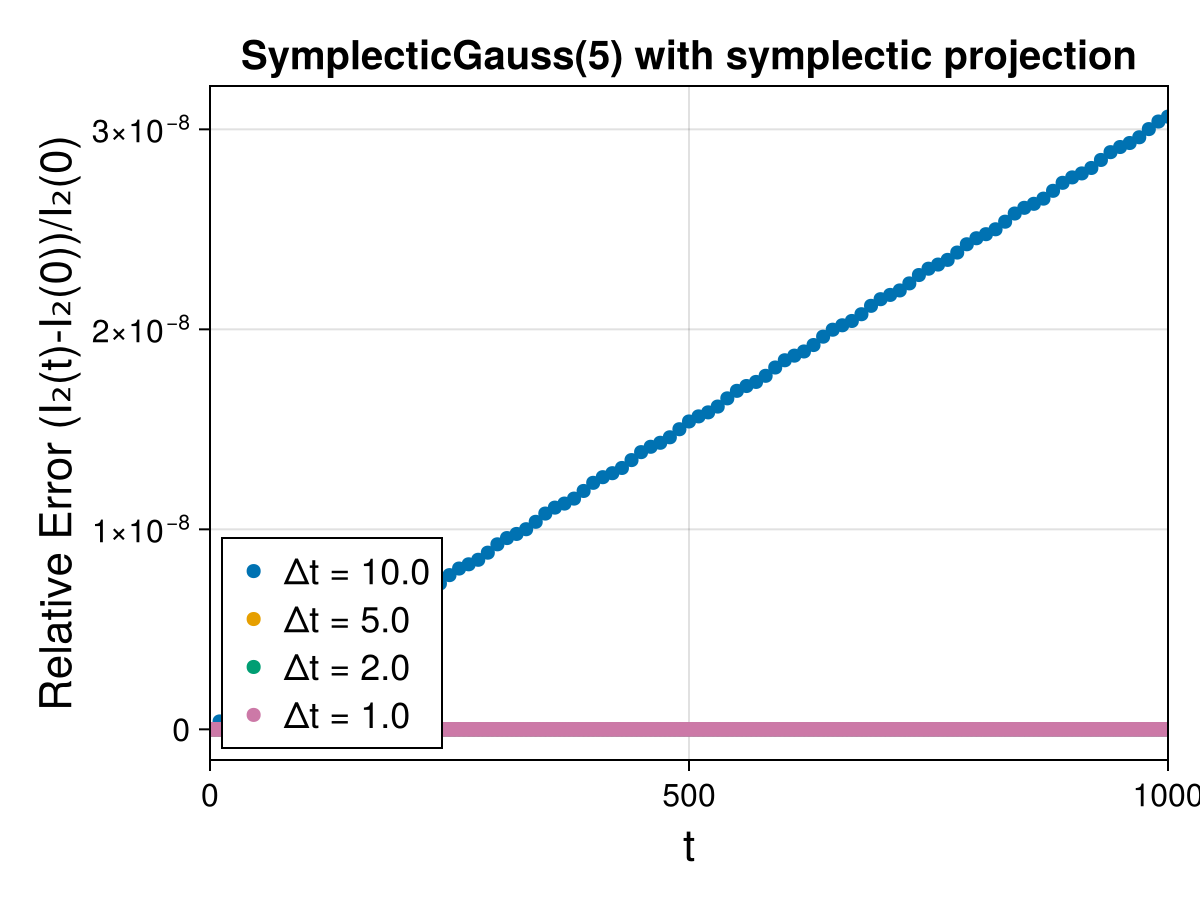 SymplecticGauss(5) with symplectic projection
Relative Error (I₂(t)-I₂(0))/I₂(0)
3×10⁻⁸
2×10⁻⁸
1×10⁻⁸
0
Δt = 10.0
Δt = 5.0
Δt = 2.0
Δt = 1.0
0 500 1000
t